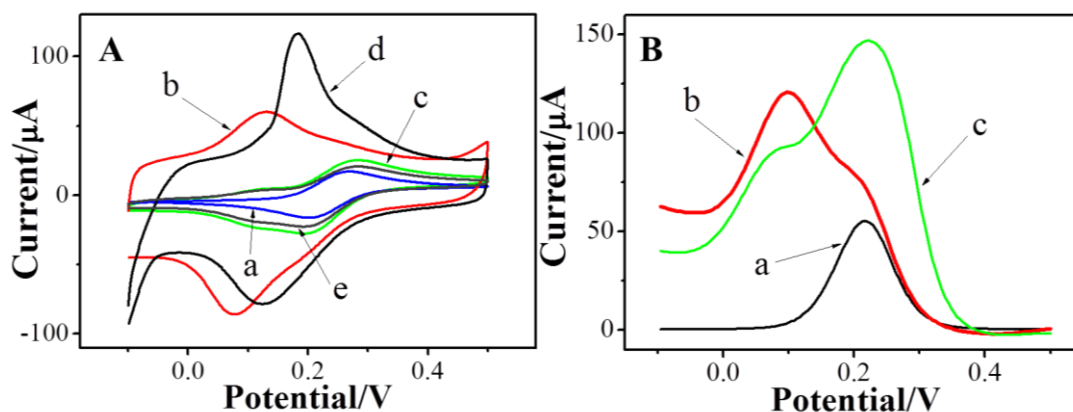 A
Current/μA
100
0
-100
0.0
0.2
0.4
Potential/V
a
b
c
d
e
B
Current/μA
150
100
50
0
0.0
0.2
0.4
Potential/V
a
b
c